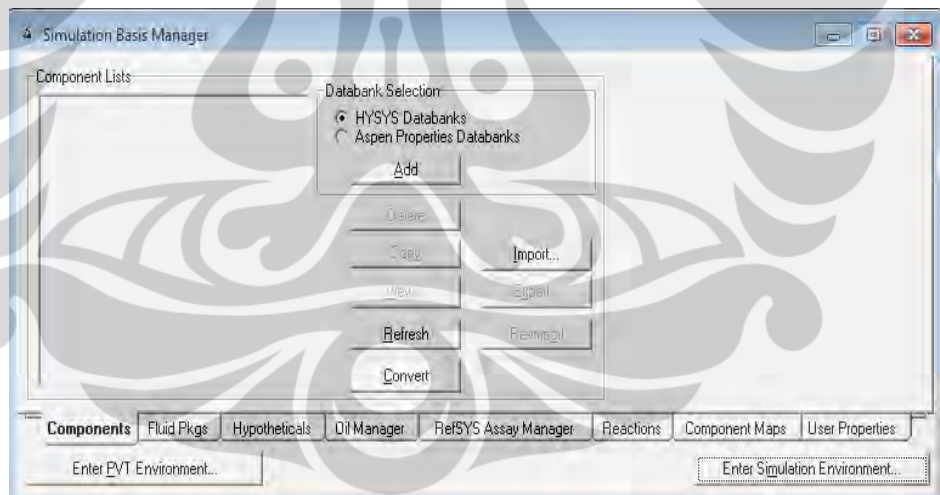 Simulation Basis Manager
Component Lists
Databank Selection
HYSYS Databanks
Aspen Properties Databanks
Add
Delete
Copy
Import...
View
Export
Refresh
Reimport
Convert
Components Fluid Pkgs Hypotheticals Oil Manager RefSYS Assay Manager Reactions Component Maps User Properties
Enter PVT Environment... Enter Simulation Environment...